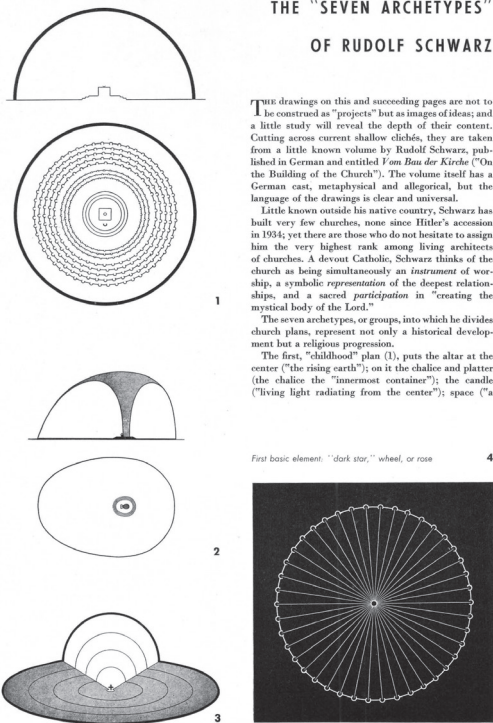 THE "SEVEN ARCHETYPES"
OF RUDOLF SCHWARZ
THE drawings on this and succeeding pages are not to
be construed as "projects" but as images of ideas; and
a little study will reveal the depth of their content.
Cutting across current shallow clichés, they are taken
from a little known volume by Rudolf Schwarz, pub-
lished in German and entitled Vom Bau der Kirche ("On
the Building of the Church"). The volume itself has a
German cast, metaphysical and allegorical, but the
language of the drawings is clear and universal.
Little known outside his native country, Schwarz has
built very few churches, none since Hitler's accession
in 1934; yet there are those who do not hesitate to assign
him the very highest rank among living architects
of churches. A devout Catholic, Schwarz thinks of the
church as being simultaneously an instrument of wor-
ship, a symbolic representation of the deepest relation-
ships, and a sacred participation in "creating the
mystical body of the Lord."
The seven archetypes, or groups, into which he divides
church plans, represent not only a historical develop-
ment but a religious progression.
The first, "childhood" plan (1), puts the altar at the
center ("the rising earth"); on it the chalice and platter
(the chalice the "innermost container"); the candle
("living light radiating from the center"); space ("a
1
2
3
First basic element: "dark star," wheel, or rose
4